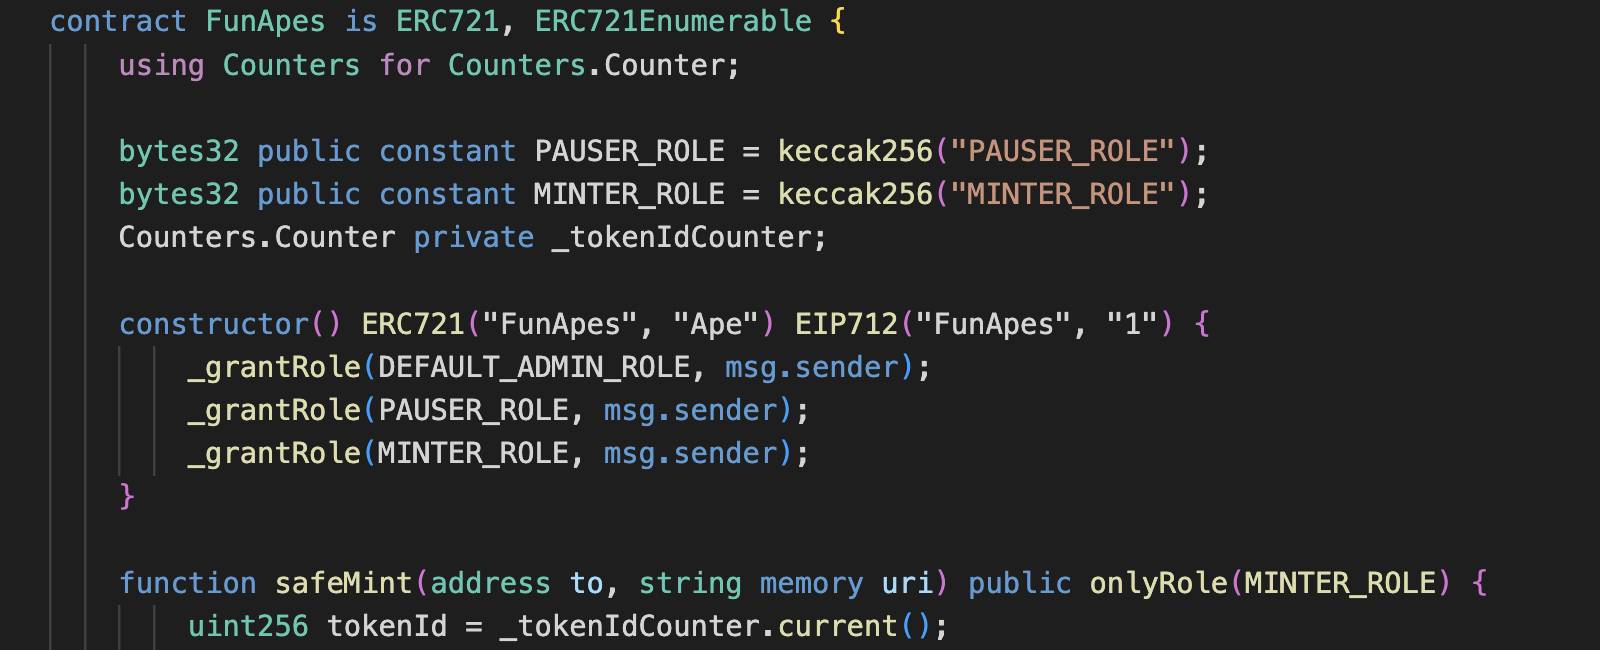 contract FunApes is ERC721, ERC721Enumerable {
using Counters for Counters.Counter;
bytes32 public constant PAUSER_ROLE = keccak256("PAUSER_ROLE");
bytes32 public constant MINTER_ROLE = keccak256("MINTER_ROLE");
Counters.Counter private _tokenIdCounter;
constructor() ERC721("FunApes", "Ape") EIP712("FunApes", "1") {
_grantRole(DEFAULT_ADMIN_ROLE, msg.sender);
_grantRole(PAUSER_ROLE, msg.sender);
_grantRole(MINTER_ROLE, msg.sender);
}
function safeMint(address to, string memory uri) public onlyRole(MINTER_ROLE) {
uint256 tokenId = _tokenIdCounter.current();